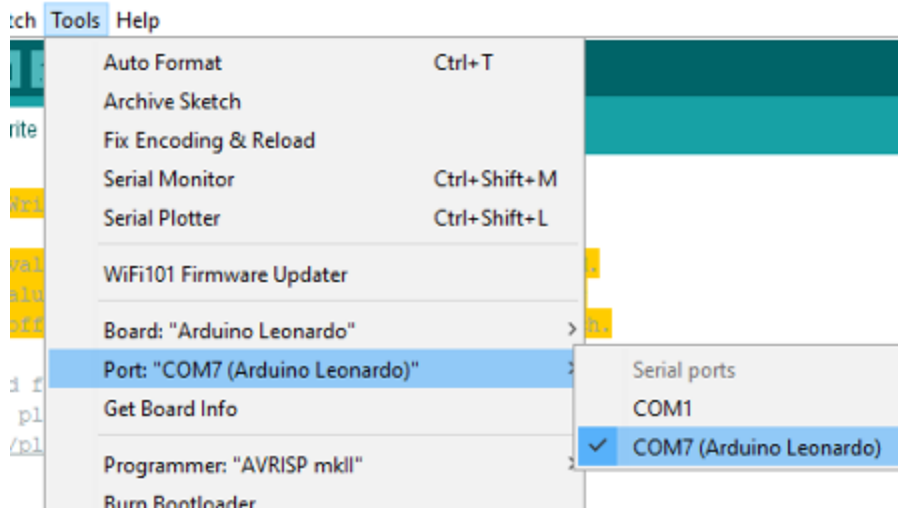 Tools Help
Auto Format Ctrl+T
Archive Sketch
Fix Encoding & Reload
Serial Monitor Ctrl+Shift+M
Serial Plotter Ctrl+Shift+L
WiFi101 Firmware Updater
Board: "Arduino Leonardo"
Port: "COM7 (Arduino Leonardo)"
Serial ports
Get Board Info
COM1
COM7 (Arduino Leonardo)
Programmer: "AVRISP mkII"
Burn Bootloader